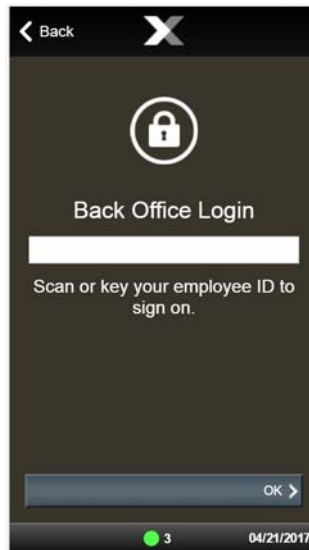 Back
Back Office Login
Scan or key your employee ID to
sign on.
OK
3
04/21/2017